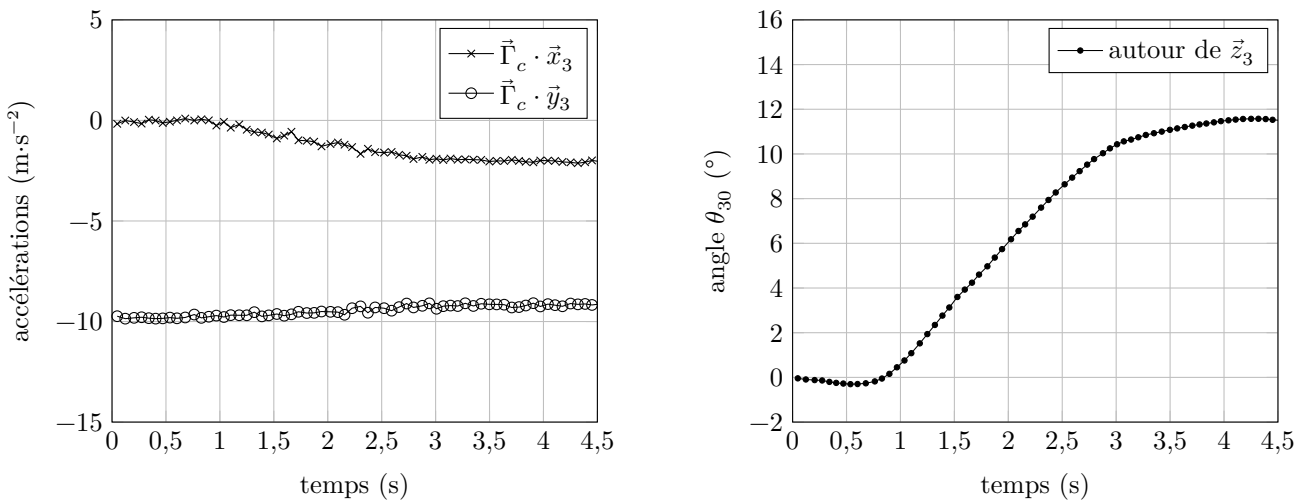 accélérations (m·s⁻²)
5
0
−5
−10
−15
0 0,5 1 1,5 2 2,5 3 3,5 4 4,5
temps (s)
Γ⃗c · x⃗3
Γ⃗c · y⃗3
angle θ30 (°)
16
14
12
10
8
6
4
2
0
−2
0 0,5 1 1,5 2 2,5 3 3,5 4 4,5
temps (s)
autour de z⃗3